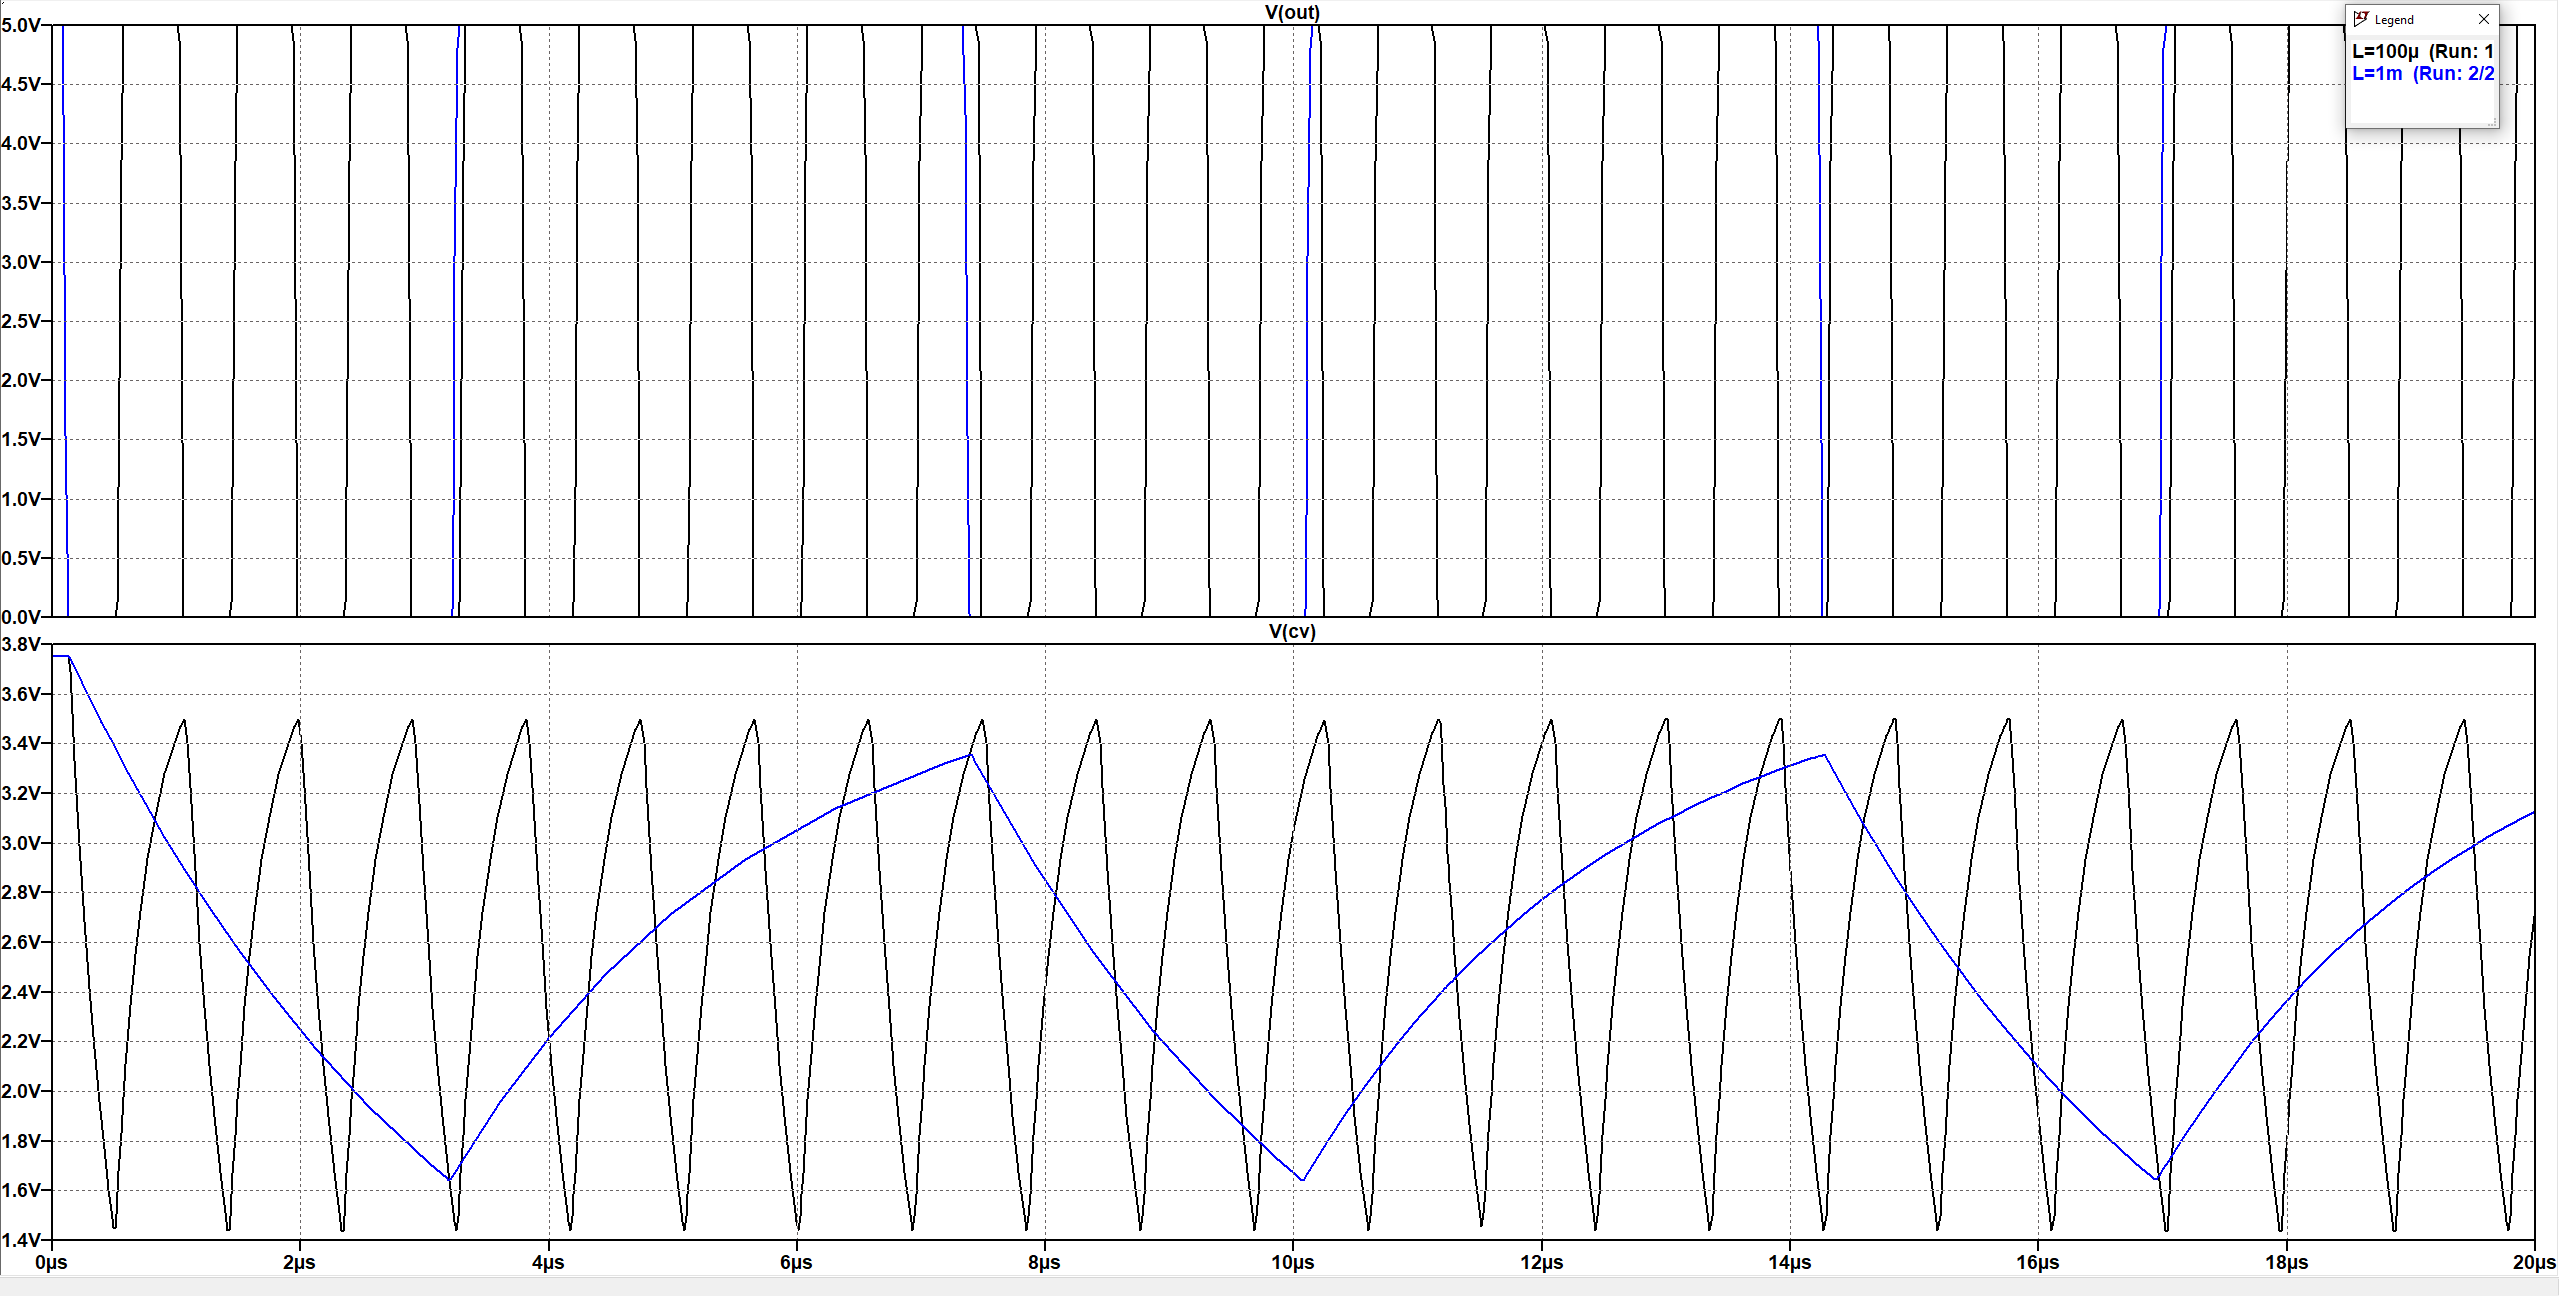 V(out)
Legend
L=100µ (Run: 1
L=1m (Run: 2/2
5.0V
4.5V
4.0V
3.5V
3.0V
2.5V
2.0V
1.5V
1.0V
0.5V
0.0V
V(cv)
3.8V
3.6V
3.4V
3.2V
3.0V
2.8V
2.6V
2.4V
2.2V
2.0V
1.8V
1.6V
1.4V
0µs 2µs 4µs 6µs 8µs 10µs 12µs 14µs 16µs 18µs 20µs